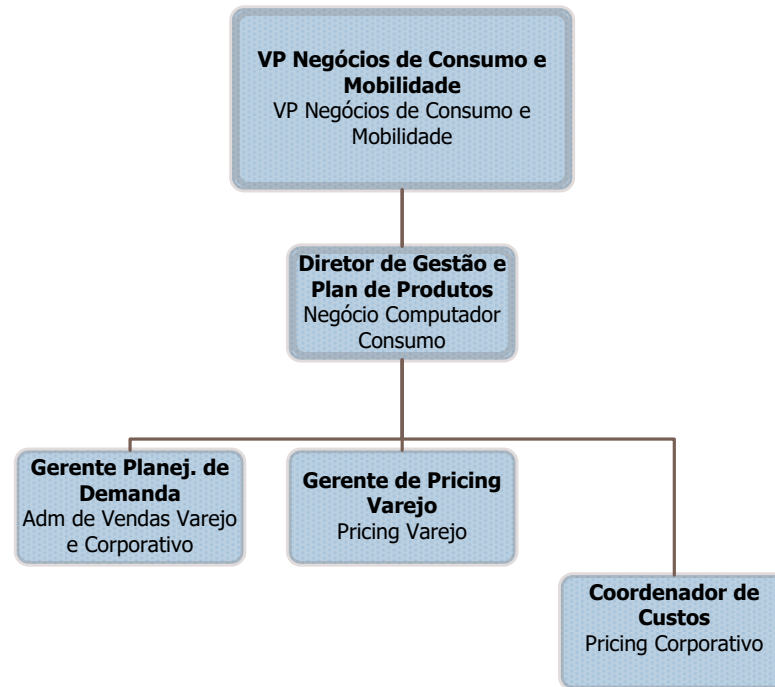 VP Negócios de Consumo e
Mobilidade
VP Negócios de Consumo e
Mobilidade
Diretor de Gestão e
Plan de Produtos
Negócio Computador
Consumo
Gerente Planej. de
Demanda
Adm de Vendas Varejo
e Corporativo
Gerente de Pricing
Varejo
Pricing Varejo
Coordenador de
Custos
Pricing Corporativo